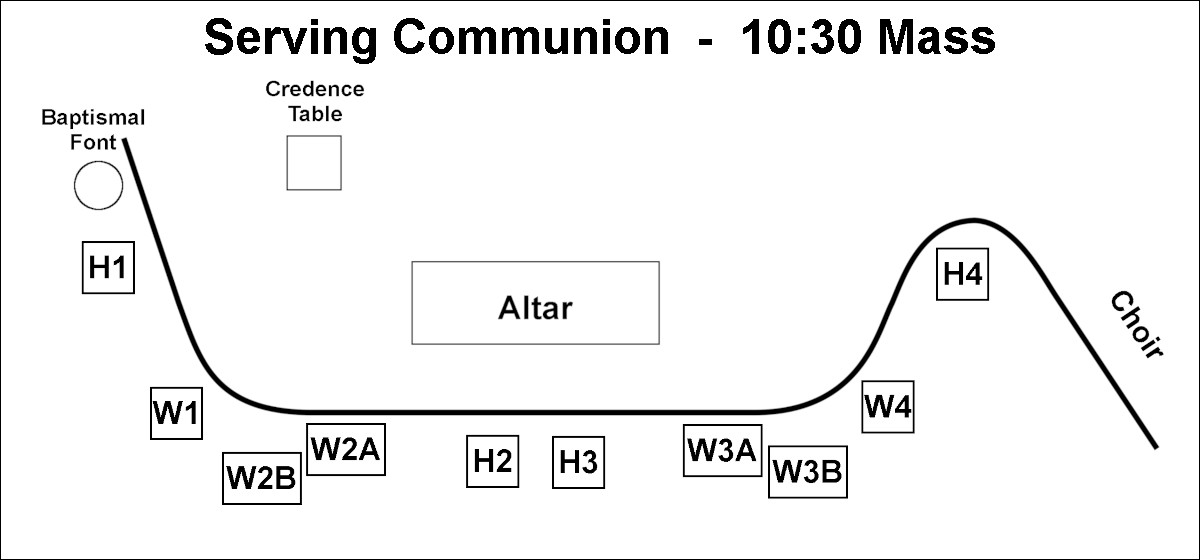 Serving Communion - 10:30 Mass
Credence
Table
Baptismal
Font
H1
H4
Altar
Choir
W1
W4
W2A
W2B
H2
H3
W3A
W3B